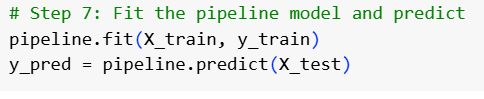 # Step 7: Fit the pipeline model and predict
pipeline.fit(X_train, y_train)
y_pred = pipeline.predict(X_test)